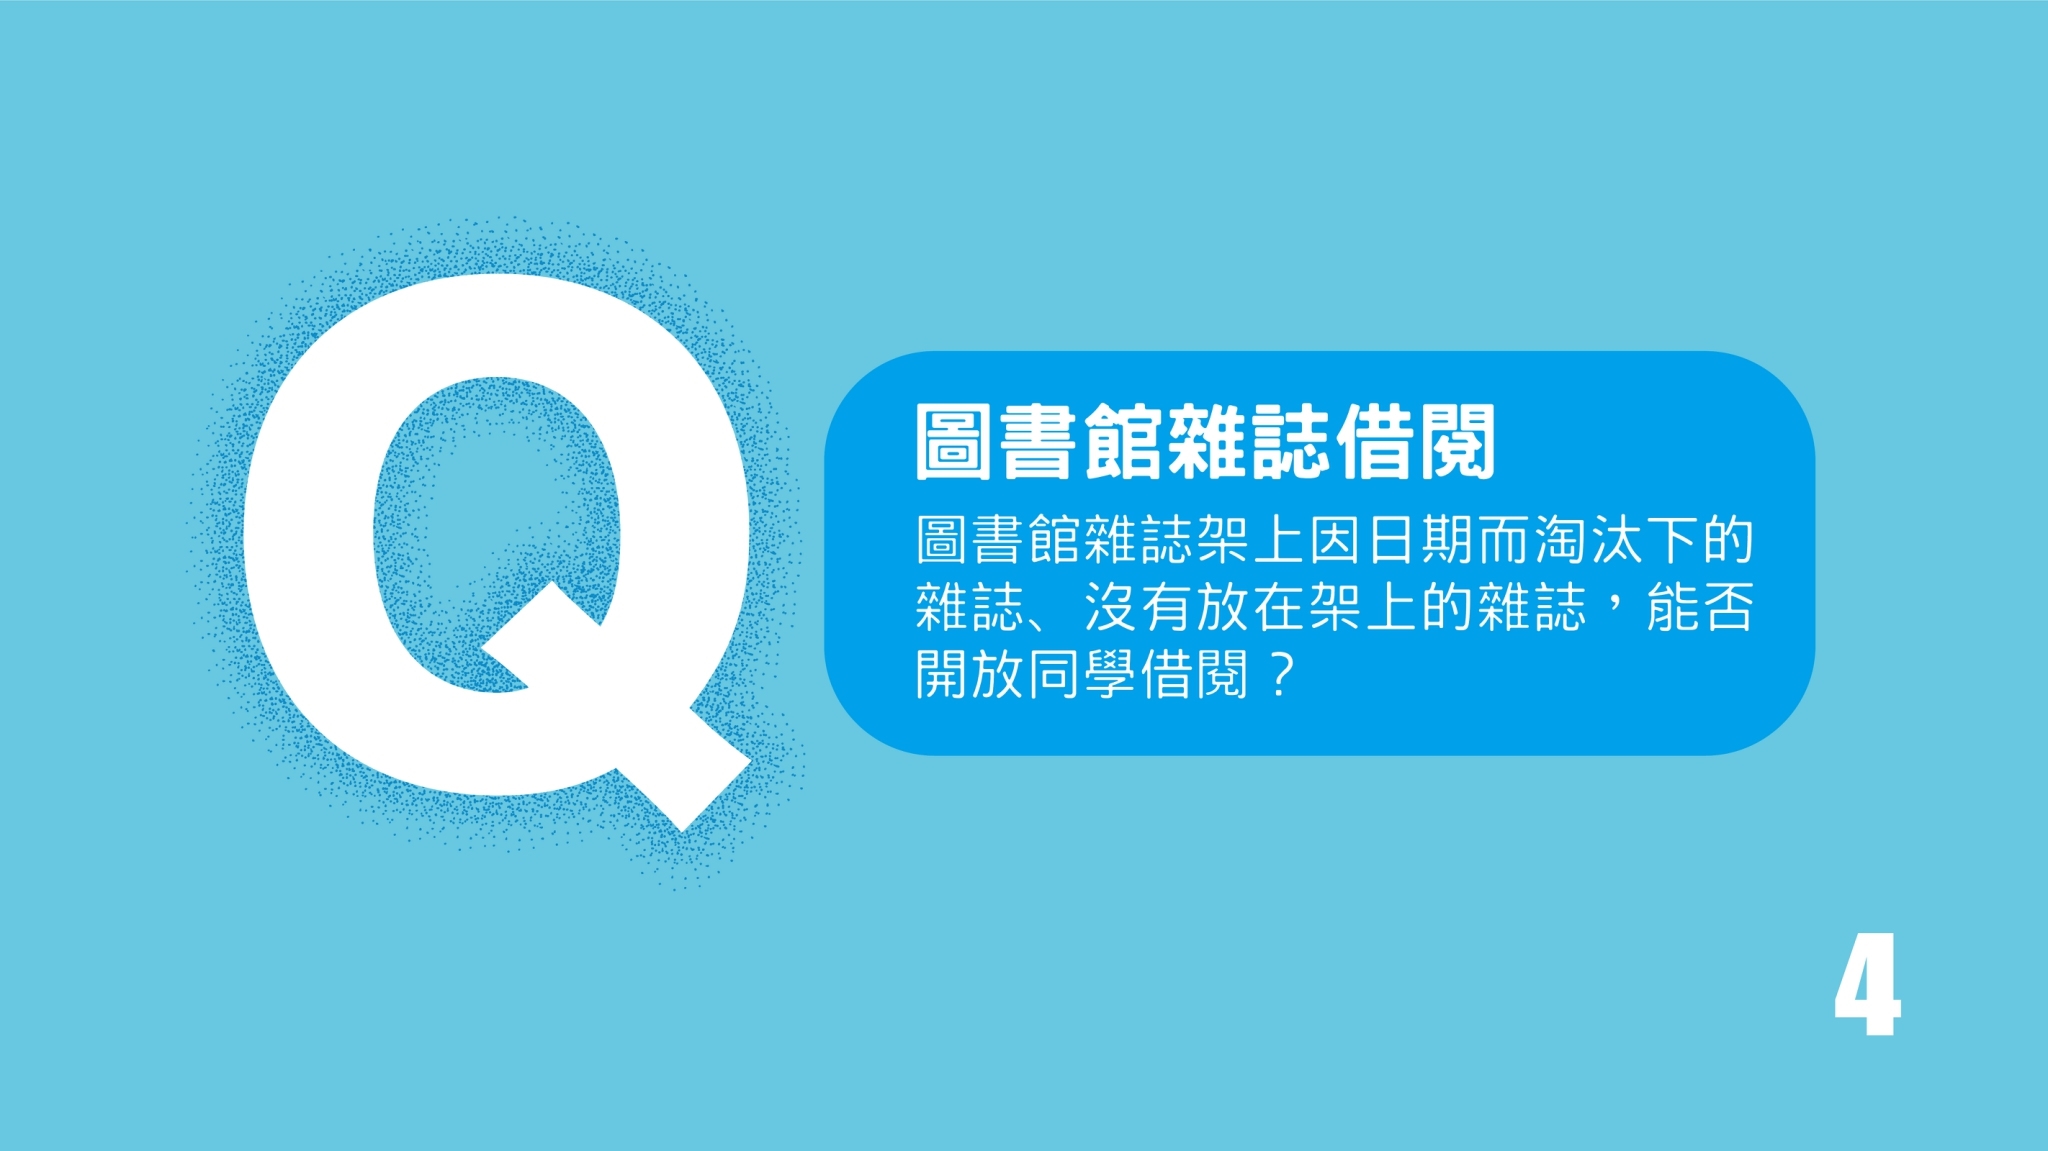 Q
圖書館雜誌借閱
圖書館雜誌架上因日期而淘汰下的
雜誌、沒有放在架上的雜誌，能否
開放同學借閱？
4